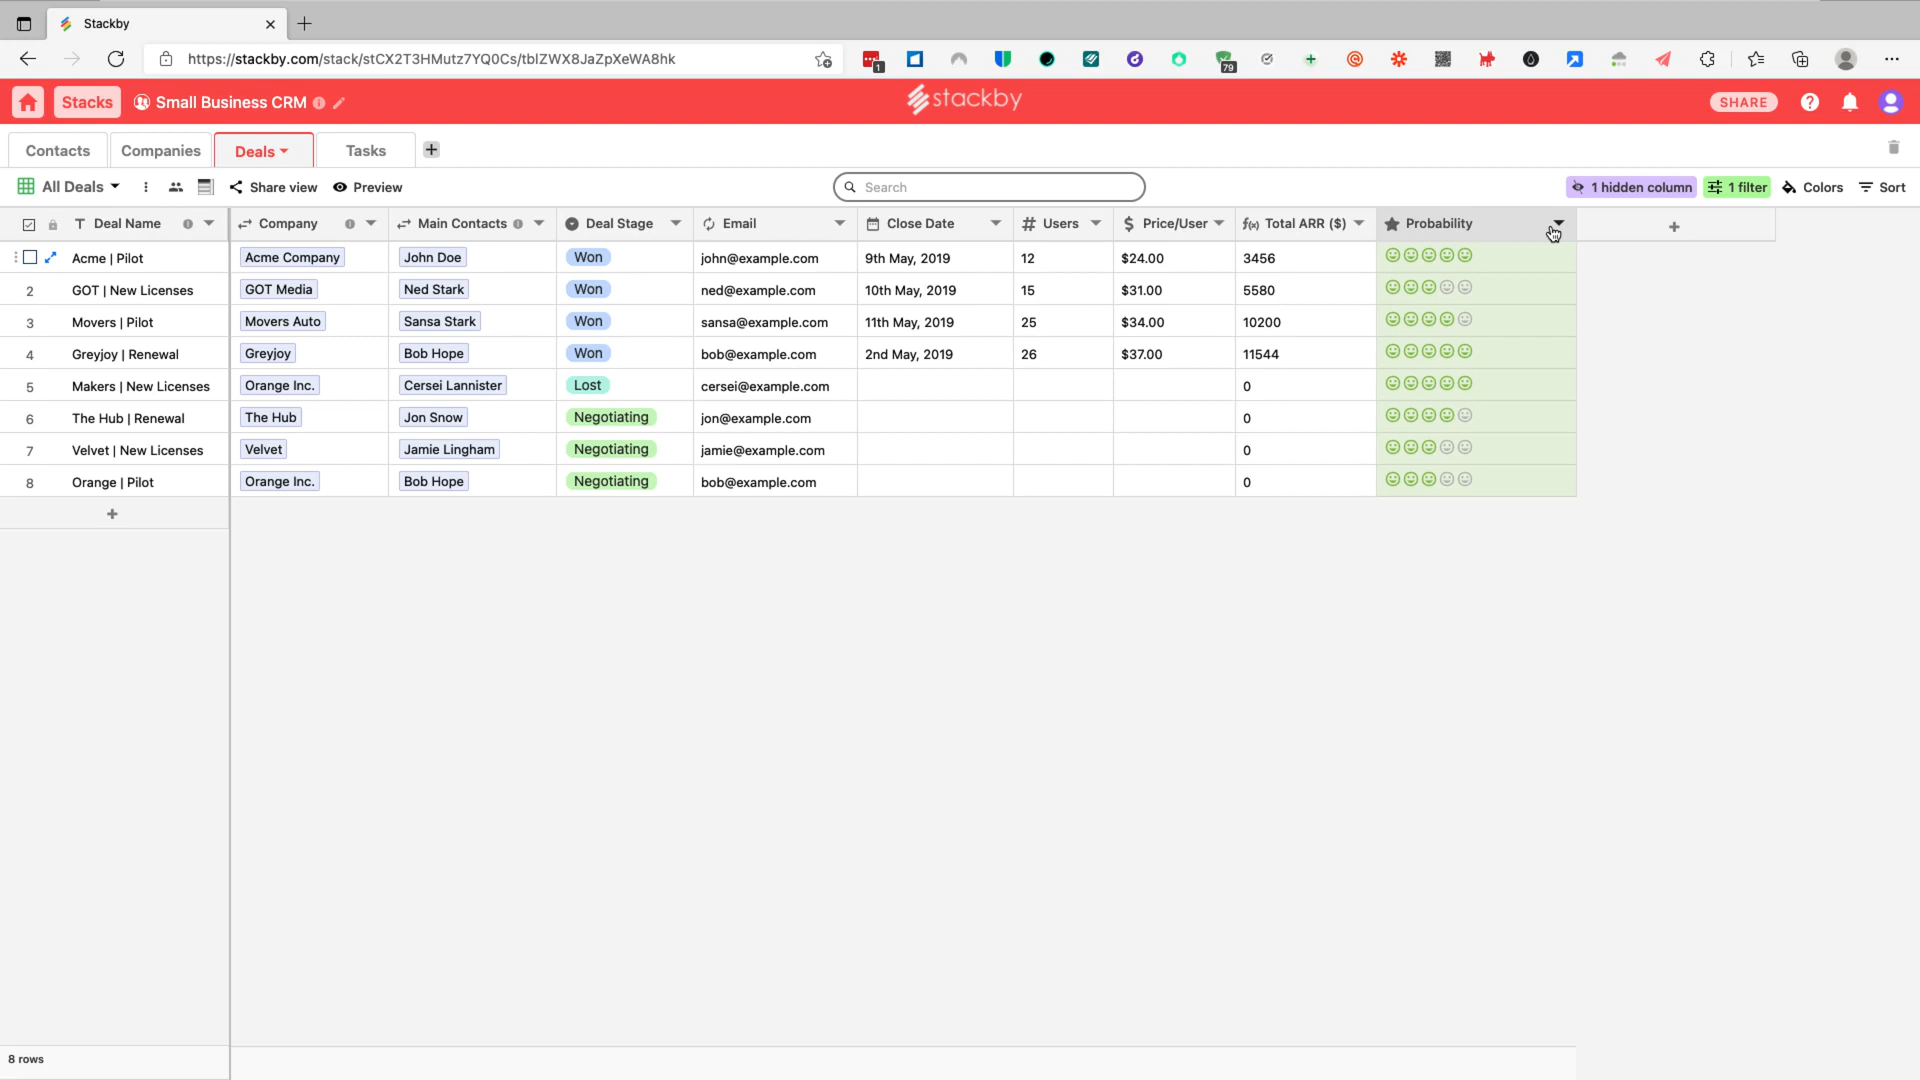 Stackby
https://stackby.com/stack/stCX2T3HMutz7YQ0Cs/tblZWX8JaZpXeWA8hk
1
79
Stacks Small Business CRM stackby SHARE
Contacts Companies Deals Tasks
All Deals Share view Preview Search 1 hidden column 1 filter Colors Sort
Deal Name Company Main Contacts Deal Stage Email Close Date # Users $ Price/User f(x) Total ARR ($) Probability
Acme | Pilot Acme Company John Doe Won john@example.com 9th May, 2019 12 $24.00 3456
2 GOT | New Licenses GOT Media Ned Stark Won ned@example.com 10th May, 2019 15 $31.00 5580
3 Movers | Pilot Movers Auto Sansa Stark Won sansa@example.com 11th May, 2019 25 $34.00 10200
4 Greyjoy | Renewal Greyjoy Bob Hope Won bob@example.com 2nd May, 2019 26 $37.00 11544
5 Makers | New Licenses Orange Inc. Cersei Lannister Lost cersei@example.com 0
6 The Hub | Renewal The Hub Jon Snow Negotiating jon@example.com 0
7 Velvet | New Licenses Velvet Jamie Lingham Negotiating jamie@example.com 0
8 Orange | Pilot Orange Inc. Bob Hope Negotiating bob@example.com 0
8 rows